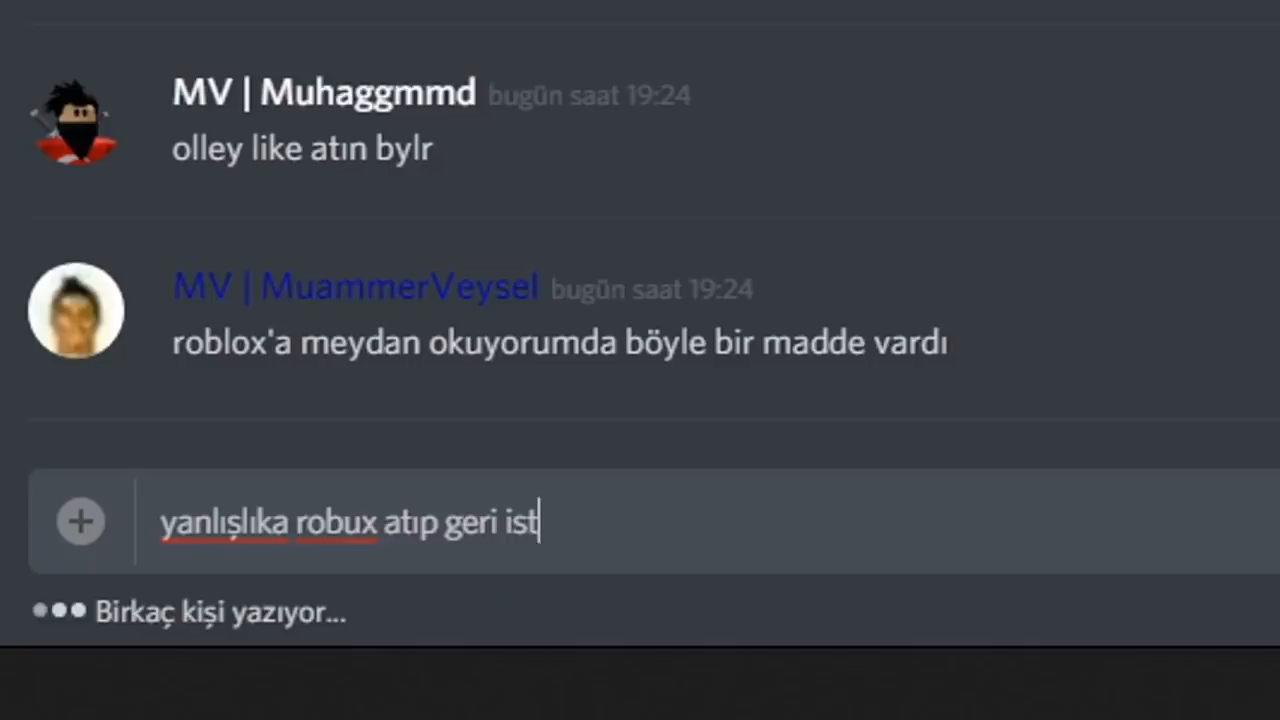 MV | Muhaggmmd bugün saat 19:24
olley like atın bylr
MV | MuammerVeysel bugün saat 19:24
roblox'a meydan okuyorumda böyle bir madde vardı
yanlışlıka robux atıp geri ist
Birkaç kişi yazıyor...